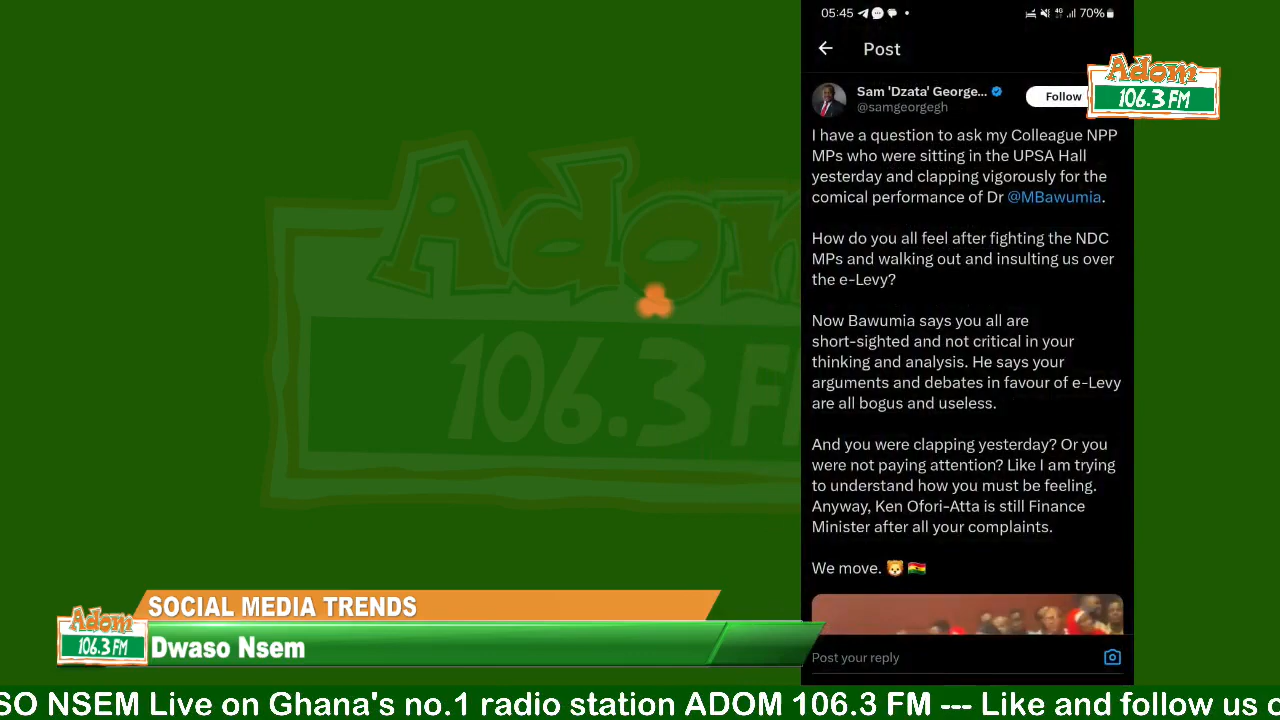 05:45
4G
70%
Post
Adom
106.3 FM
Sam 'Dzata' George...
Follow
@samgeorgegh
I have a question to ask my Colleague NPP
MPs who were sitting in the UPSA Hall
yesterday and clapping vigorously for the
comical performance of Dr @MBawumia.
How do you all feel after fighting the NDC
MPs and walking out and insulting us over
the e-Levy?
Now Bawumia says you all are
short-sighted and not critical in your
thinking and analysis. He says your
arguments and debates in favour of e-Levy
are all bogus and useless.
And you were clapping yesterday? Or you
were not paying attention? Like I am trying
to understand how you must be feeling.
Anyway, Ken Ofori-Atta is still Finance
Minister after all your complaints.
We move. 🦁 🇬🇭
Post your reply
Adom
106.3 F
SOCIAL MEDIA TRENDS
Adom
106.3 FM
Dwaso Nsem
SO NSEM Live on Ghana's no.1 radio station ADOM 106.3 FM --- Like and follow us o